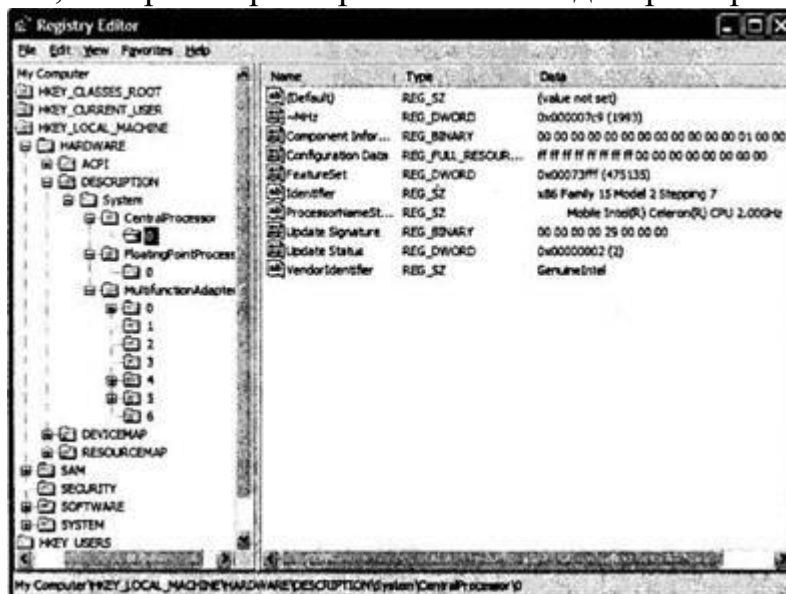 Registry Editor
File Edit View Favorites Help
My Computer
HKEY_CLASSES_ROOT
HKEY_CURRENT_USER
HKEY_LOCAL_MACHINE
HARDWARE
ACPI
DESCRIPTION
System
CentralProcessor
0
FloatingPointProcess
0
MultifunctionAdapter
0
1
2
3
4
5
6
DEVICEMAP
RESOURCEMAP
SAM
SECURITY
SOFTWARE
SYSTEM
HKEY_USERS
Name Type Data
(Default) REG_SZ (value not set)
~MHz REG_DWORD 0x000007c9 (1993)
Component Infor... REG_BINARY 00 00 00 00 00 00 00 00 00 00 00 00 01 00 00
Configuration Data REG_FULL_RESOUR... ff ff ff ff ff ff ff ff 00 00 00 00 00 00 00 00
FeatureSet REG_DWORD 0x00073fff (475135)
Identifier REG_SZ x86 Family 15 Model 2 Stepping 7
ProcessorNameSt... REG_SZ Mobile Intel(R) Celeron(R) CPU 2.00GHz
Update Signature REG_BINARY 00 00 00 00 29 00 00 00
Update Status REG_DWORD 0x00000002 (2)
VendorIdentifier REG_SZ GenuineIntel
My Computer\HKEY_LOCAL_MACHINE\HARDWARE\DESCRIPTION\System\CentralProcessor\0